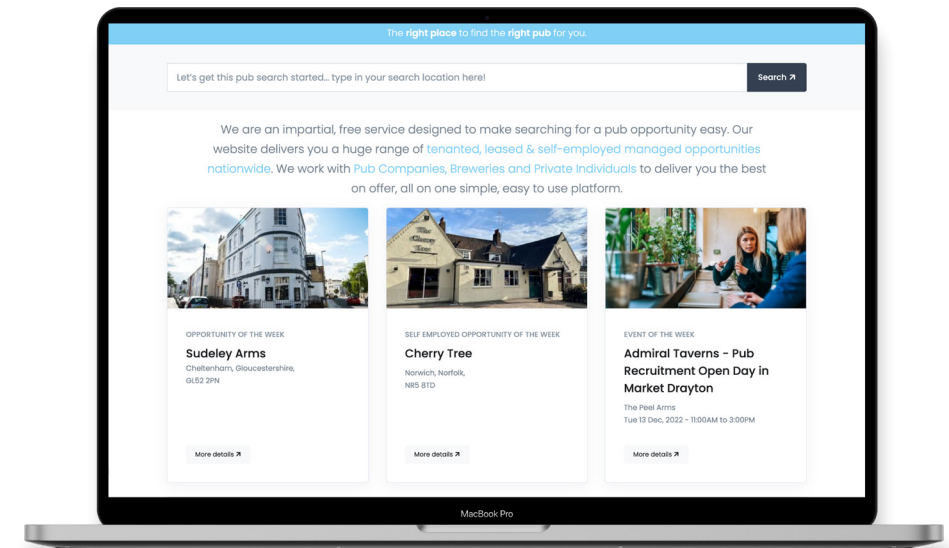 The right place to find the right pub for you.
Let's get this pub search started... type in your search location here!
Search
We are an impartial, free service designed to make searching for a pub opportunity easy. Our
website delivers you a huge range of tenanted, leased & self-employed managed opportunities
nationwide. We work with Pub Companies, Breweries and Private Individuals to deliver you the best
on offer, all on one simple, easy to use platform.
The
Cherry
Tree
OPPORTUNITY OF THE WEEK
Sudeley Arms
Cheltenham, Gloucestershire,
GL52 2PN
More details
SELF EMPLOYED OPPORTUNITY OF THE WEEK
Cherry Tree
Norwich, Norfolk,
NR5 8TD
More details
EVENT OF THE WEEK
Admiral Taverns - Pub
Recruitment Open Day in
Market Drayton
The Peel Arms
Tue 13 Dec, 2022 - 11:00AM to 3:00PM
More details
MacBook Pro